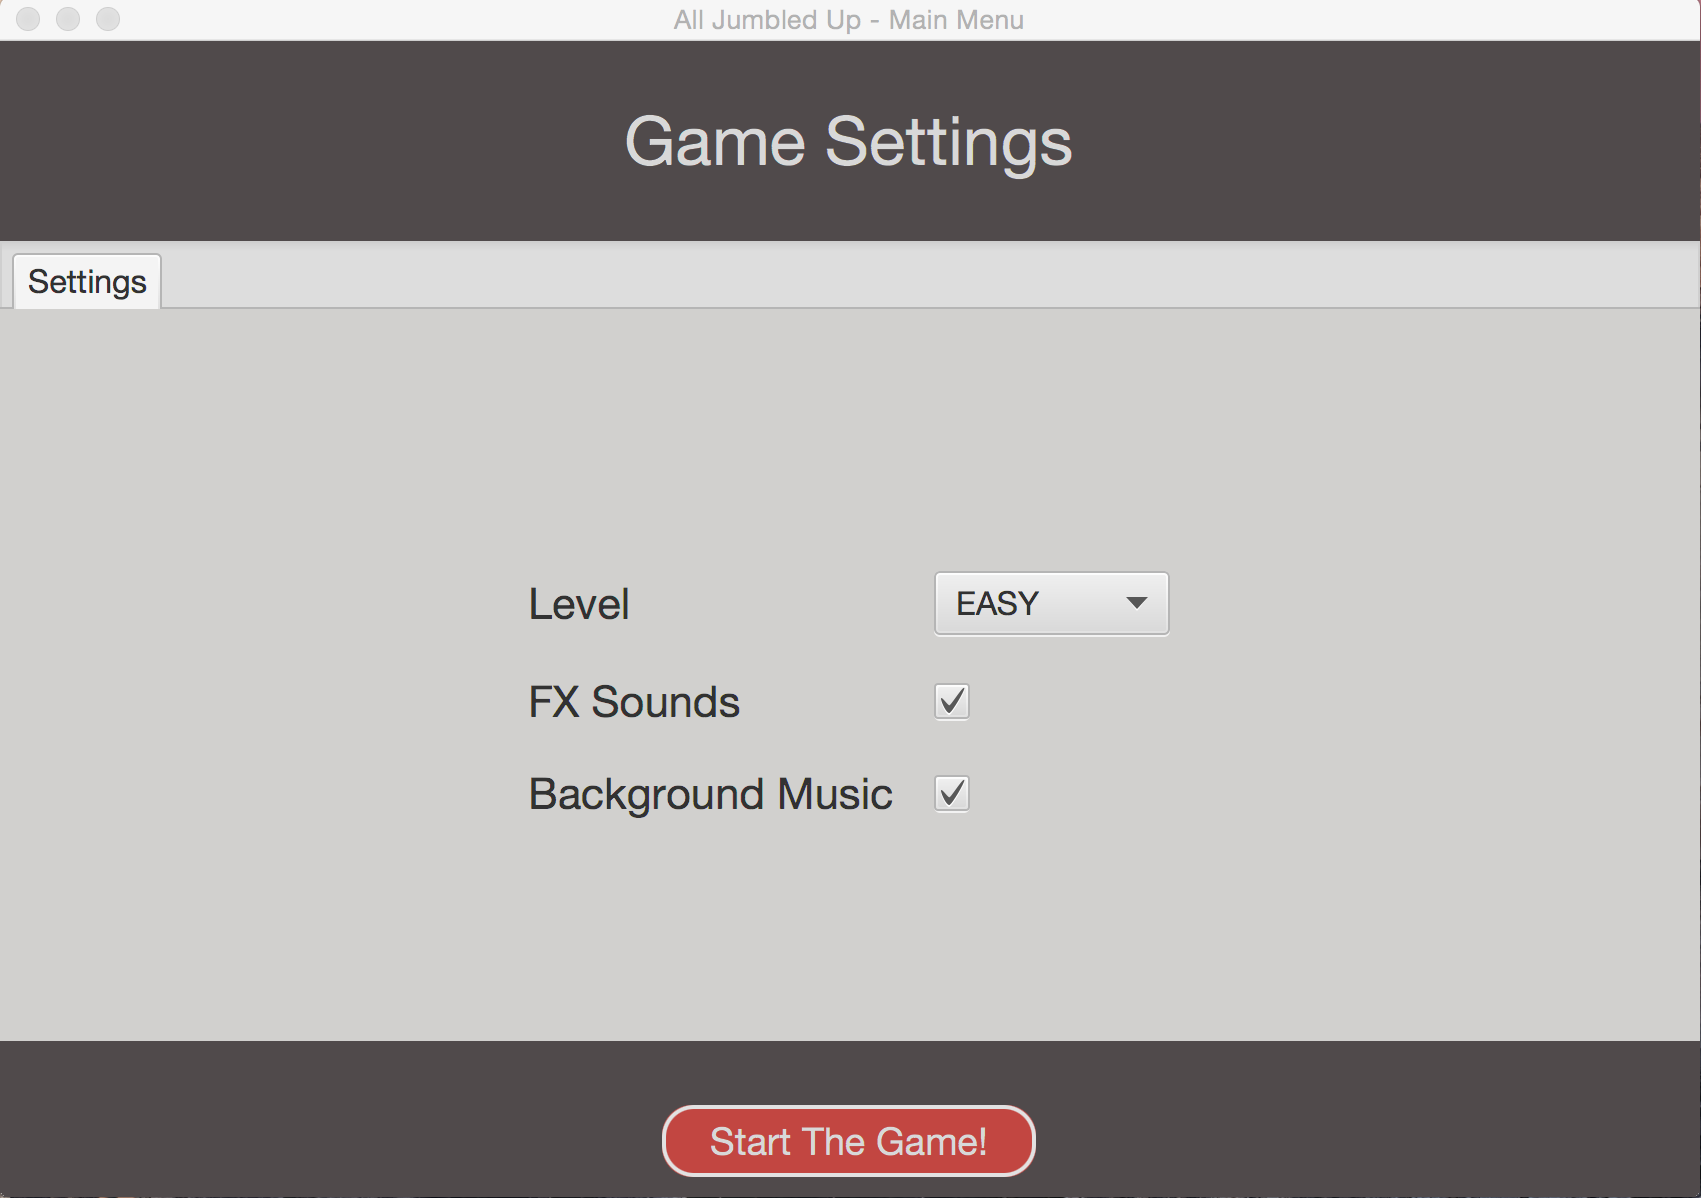 All Jumbled Up - Main Menu
Game Settings
Settings
Level EASY
FX Sounds
Background Music
Start The Game!